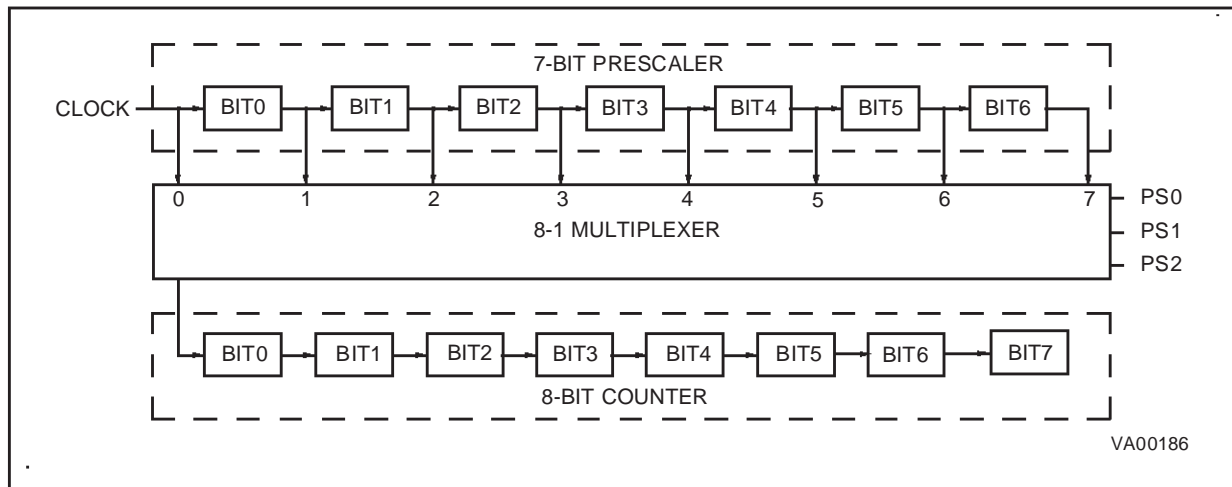 7-BIT PRESCALER
CLOCK BIT0 BIT1 BIT2 BIT3 BIT4 BIT5 BIT6
0 1 2 3 4 5 6 7 PS0
8-1 MULTIPLEXER PS1
PS2
BIT0 BIT1 BIT2 BIT3 BIT4 BIT5 BIT6 BIT7
8-BIT COUNTER
VA00186